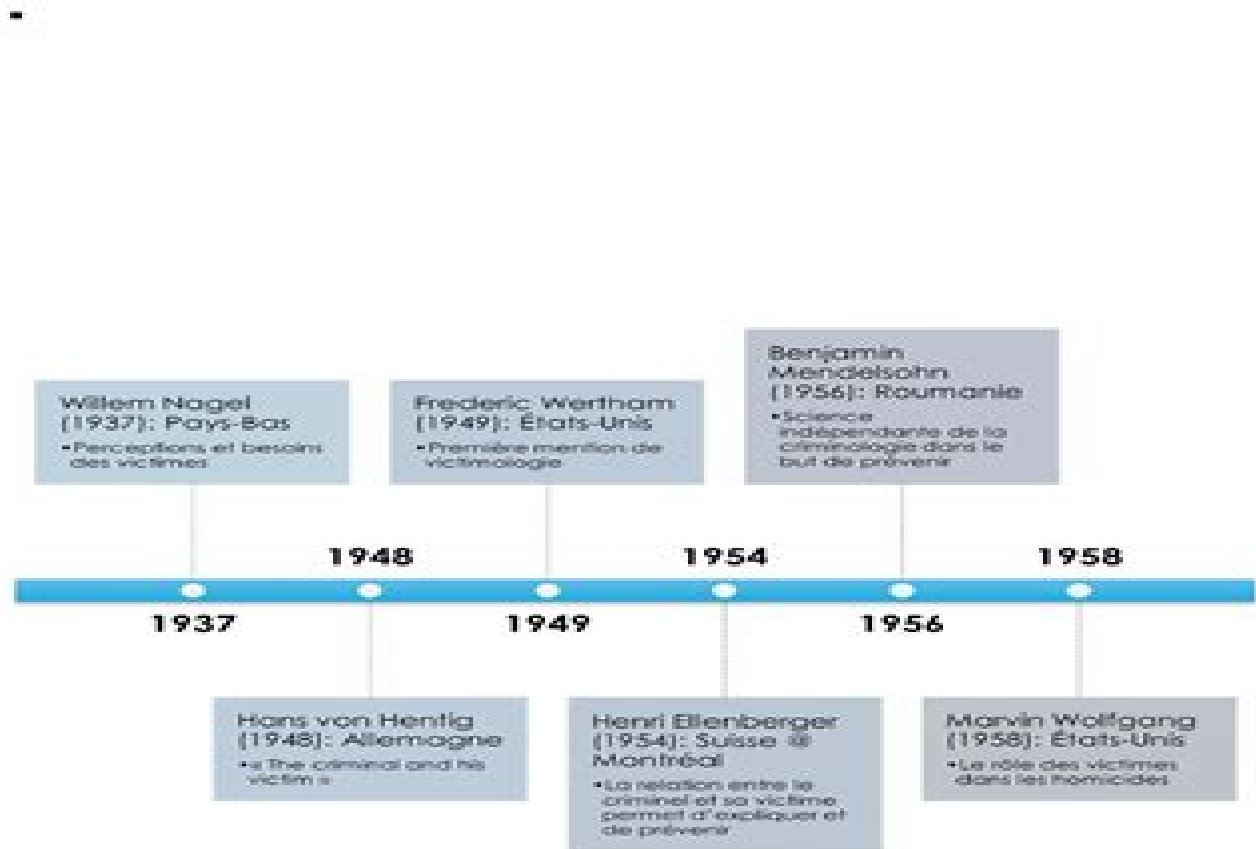 Willem Nagel
(1937): Pays-Bas
•Perceptions et besoins
des victimes
Frederic Wertham
(1949): États-Unis
•Première mention de
victimologie
Benjamin
Mendelsohn
(1956): Roumanie
•Science
indépendante de la
criminologie dans le
but de prévenir
1948
1954
1958
1937
1949
1956
Hans von Hentig
(1948): Allemagne
•« The criminal and his
victim »
Henri Ellenberger
(1954): Suisse @
Montréal
•La relation entre le
criminel et sa victime
permet d'expliquer et
de prévenir
Marvin Wolfgang
(1958): États-Unis
•Le rôle des victimes
dans les homicides